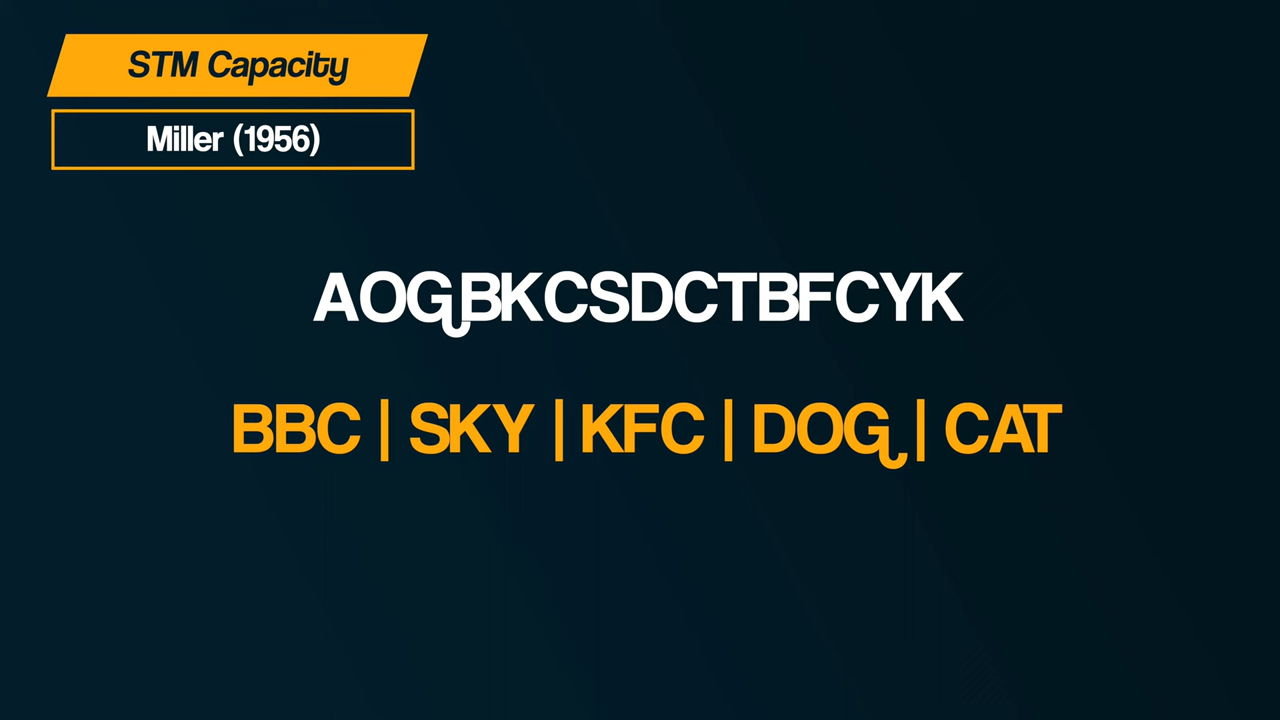 STM Capacity
Miller (1956)
AOGBKCSDCTBFCYK
BBC | SKY | KFC | DOG | CAT